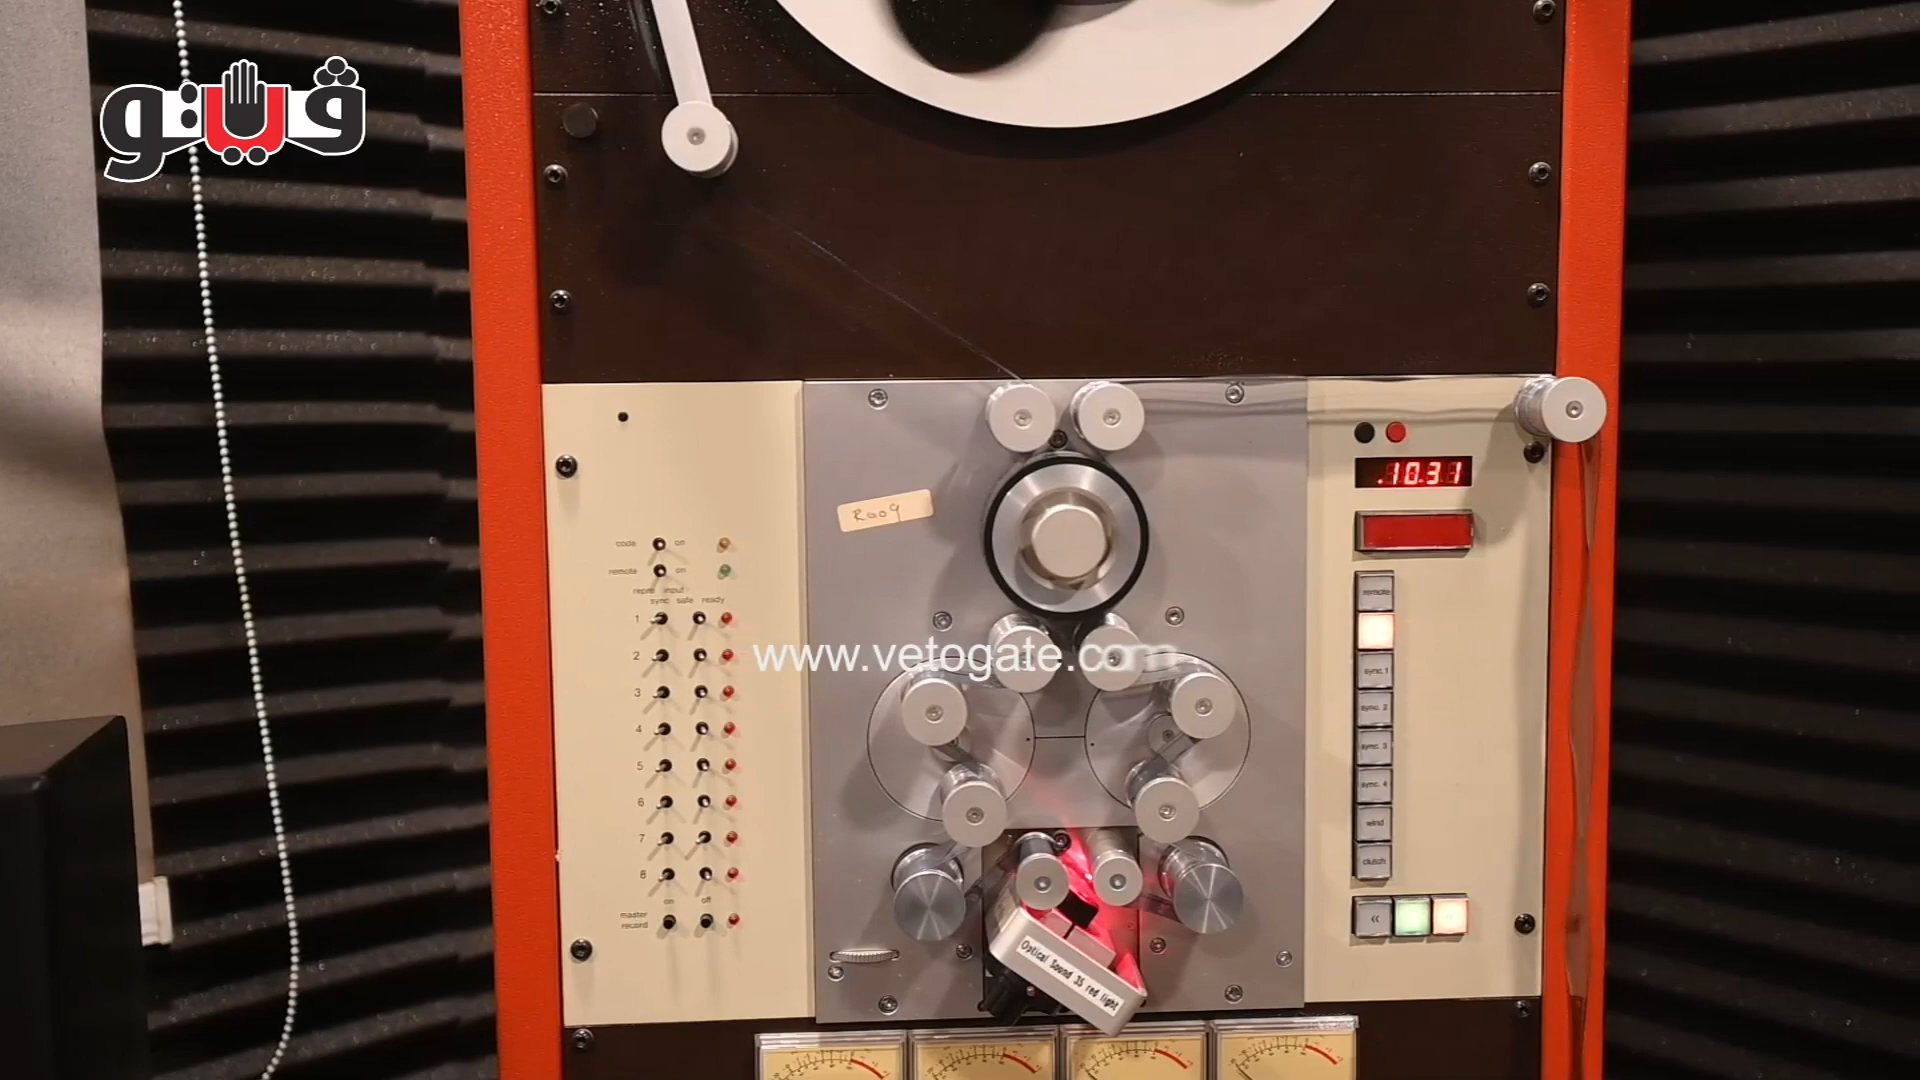 فيتو
R009
.1031
code on
remote on
repro input
sync safe ready
1
2
3
4
5
6
7
8
on off
master
record
www.vetogate.com
remote
sync.1
sync. 2
sync. 3
sync. 4
wind
clutch
«
Optical Sound 35 red light